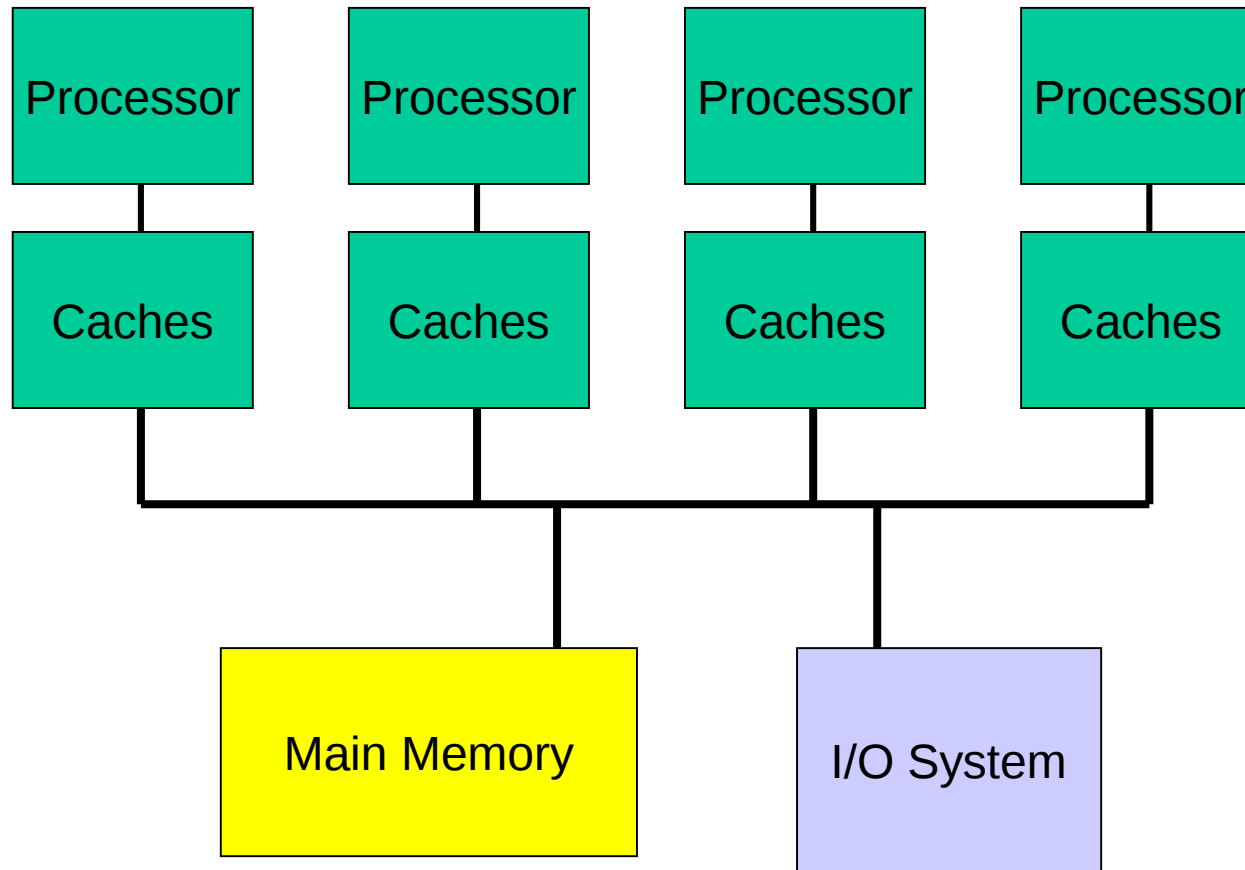 Processor
Processor
Processor
Processor
Caches
Caches
Caches
Caches
Main Memory
I/O System